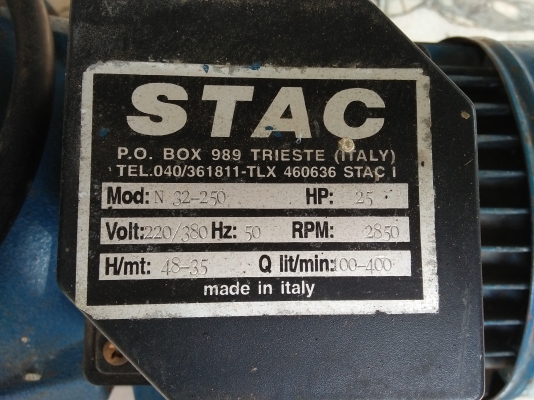 STAC
P.O. BOX 989 TRIESTE (ITALY)
TEL.040/361811-TLX 460636 STAC I
Mod: N 32-250 HP: 25
Volt: 220/380 Hz: 50 RPM: 2850
H/mt: 48-35 Q lit/min: 100-400
made in italy